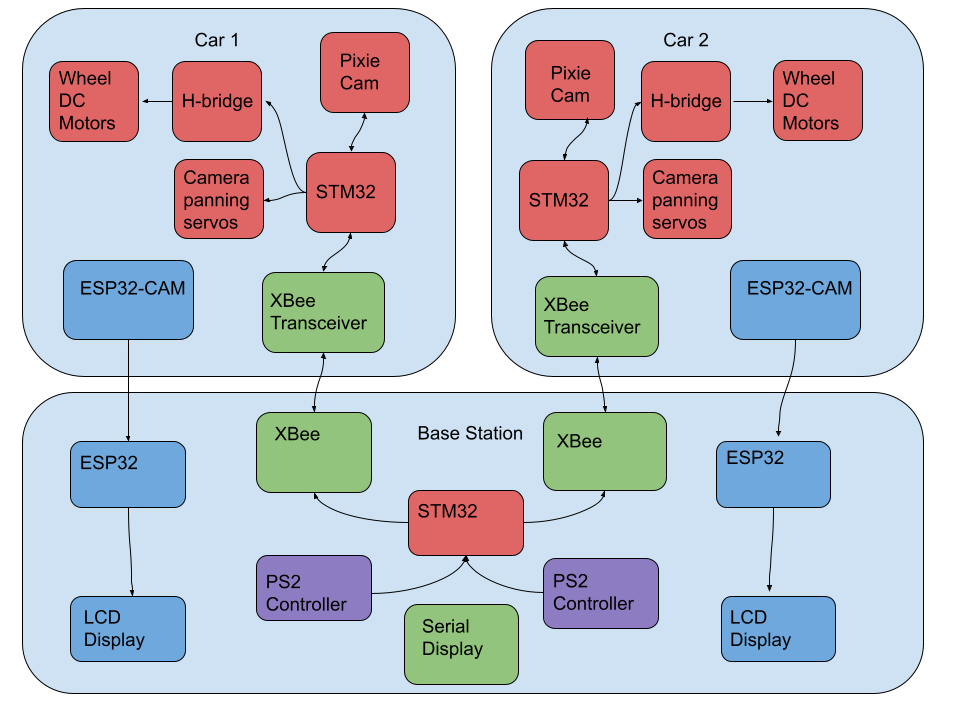 Car 1
Pixie
Cam
Wheel
DC
Motors
H-bridge
Camera
panning
servos
STM32
ESP32-CAM
XBee
Transceiver
Car 2
Pixie
Cam
H-bridge
Wheel
DC
Motors
STM32
Camera
panning
servos
XBee
Transceiver
ESP32-CAM
Base Station
XBee
XBee
ESP32
ESP32
STM32
PS2
Controller
PS2
Controller
LCD
Display
Serial
Display
LCD
Display